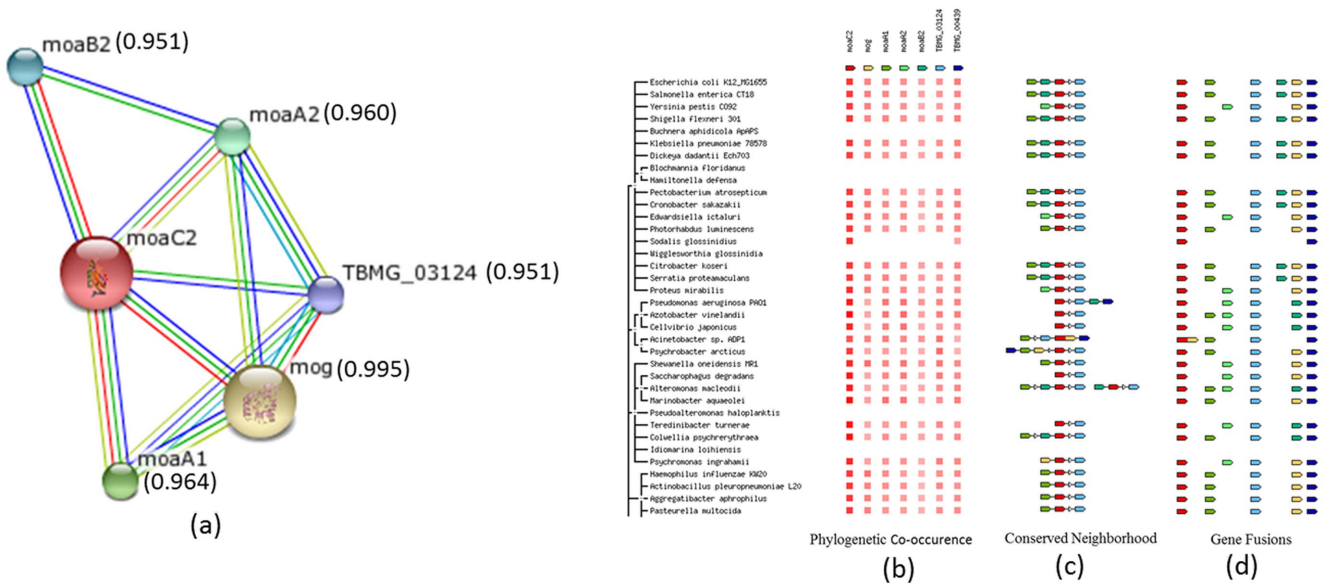 moaB2 (0.951)
moaA2
(0.960)
moaC2
TBMG_03124 (0.951)
mog (0.995)
moaA1
(0.964)
(a)
moaC2
mog
moaA1
moaA2
moaB2
TBMG_03124
TBMG_00439
Escherichia coli K12_MG1655
Salmonella enterica CT18
Yersinia pestis CO92
Shigella flexneri 301
Buchnera aphidicola ApAPS
Klebsiella pneumoniae 78578
Dickeya dadantii Ech703
Blochmannia floridanus
Hamiltonella defensa
Pectobacterium atrosepticum
Cronobacter sakazakii
Edwardsiella ictaluri
Photorhabdus luminescens
Sodalis glossinidius
Wigglesworthia glossinidia
Citrobacter koseri
Serratia proteamaculans
Proteus mirabilis
Pseudomonas aeruginosa PAO1
Azotobacter vinelandii
Cellvibrio japonicus
Acinetobacter sp. ADP1
Psychrobacter arcticus
Shewanella oneidensis MR1
Saccharophagus degradans
Alteromonas macleodii
Marinobacter aquaeolei
Pseudoalteromonas haloplanktis
Teredinibacter turnerae
Colwellia psychrerythraea
Idiomarina loihiensis
Psychromonas ingrahamii
Haemophilus influenzae KW20
Actinobacillus pleuropneumoniae L20
Aggregatibacter aphrophilus
Pasteurella multocida
Phylogenetic Co-occurence
(b)
Conserved Neighborhood
(c)
Gene Fusions
(d)